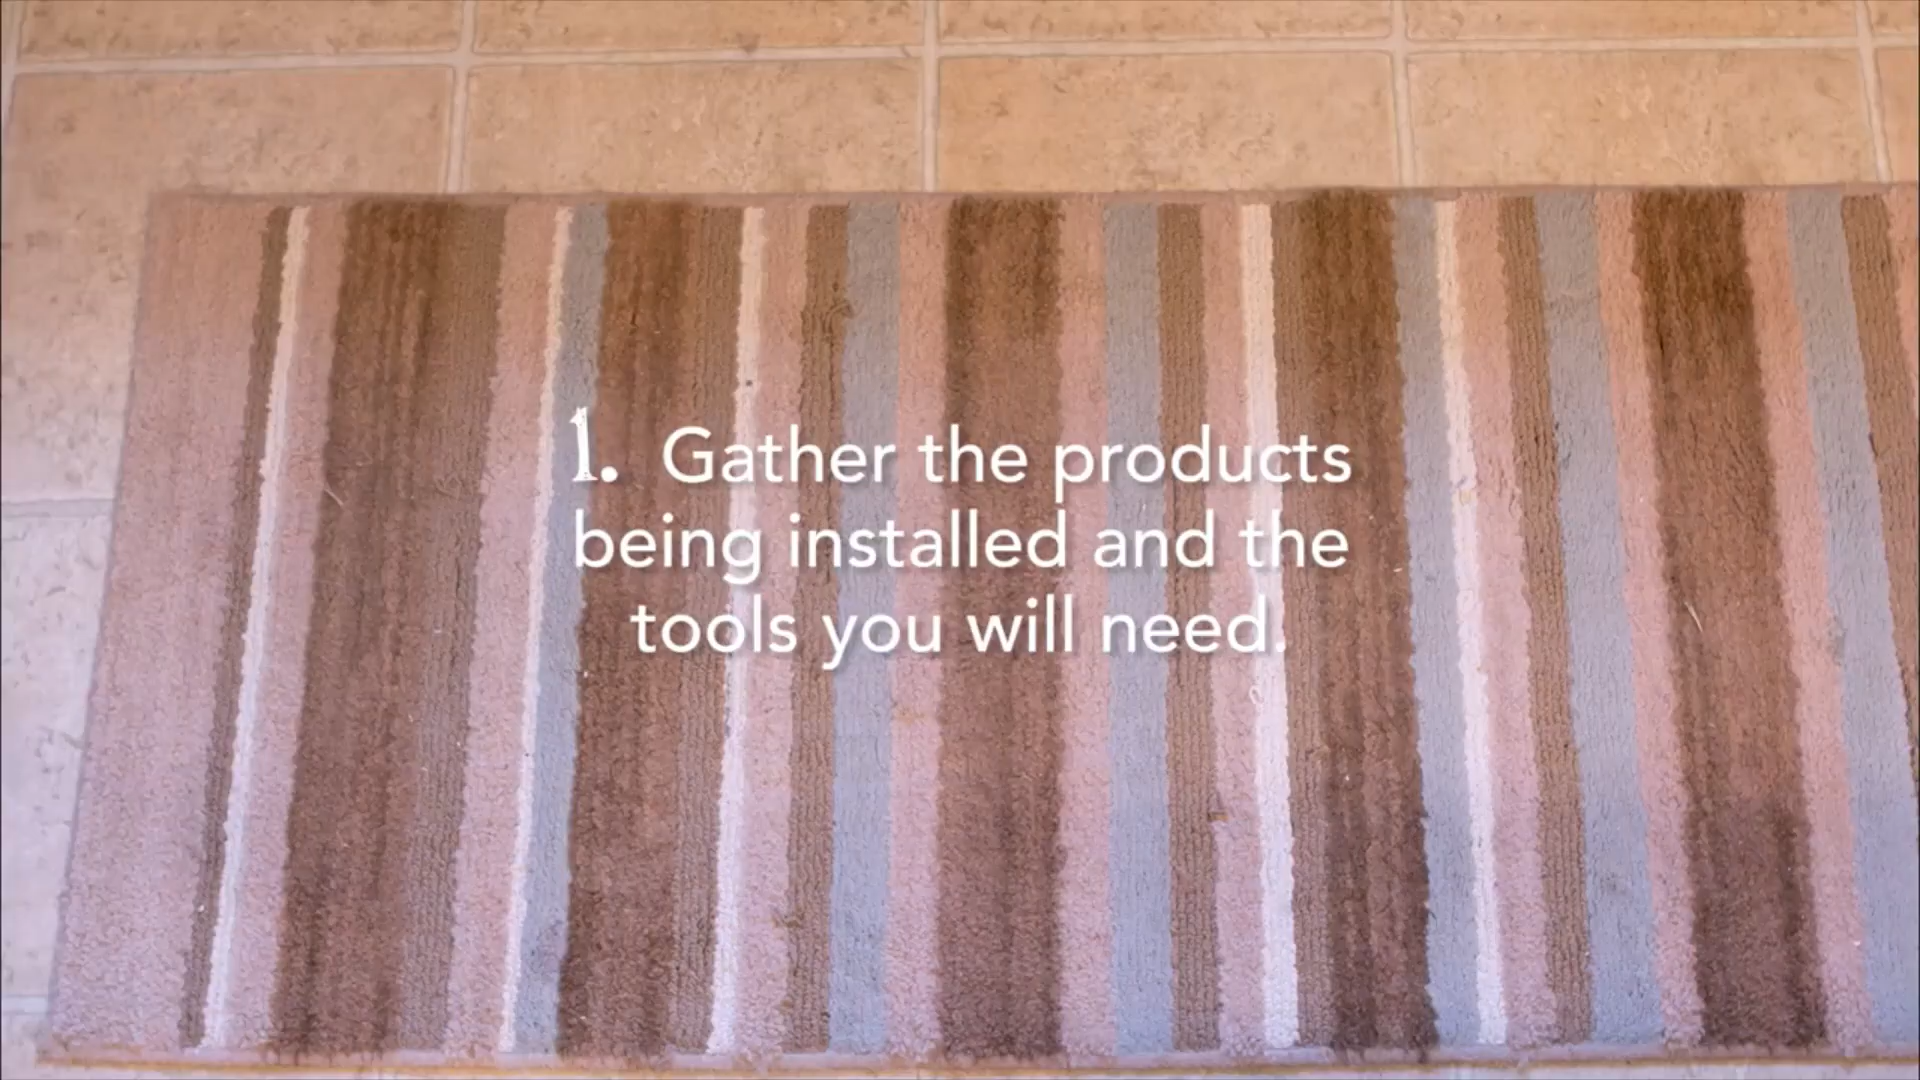 1. Gather the products
being installed and the
tools you will need.